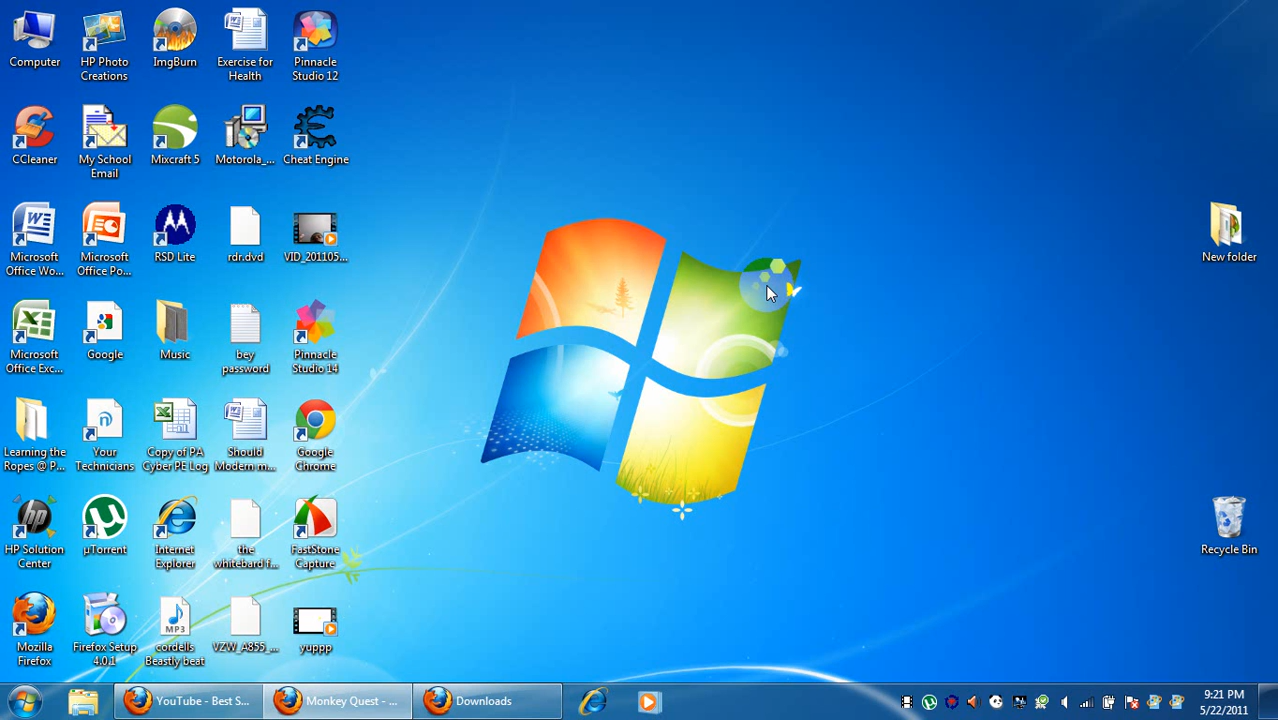 Computer
HP Photo
Creations
ImgBurn
Exercise for
Health
Pinnacle
Studio 12
CCleaner
My School
Email
Mixcraft 5
Motorola_...
Cheat Engine
Microsoft
Office Wo...
Microsoft
Office Po...
RSD Lite
rdr.dvd
VID_201105...
Microsoft
Office Exc...
Google
Music
bey
password
Pinnacle
Studio 14
Learning the
Ropes @ P...
Your
Technicians
Copy of PA
Cyber PE Log
Should
Modern m...
Google
Chrome
HP Solution
Center
µTorrent
Internet
Explorer
the
whitebard f...
FastStone
Capture
Mozilla
Firefox
Firefox Setup
4.0.1
MP3
cordells
Beastly beat
VZW_A855_...
yuppp
New folder
Recycle Bin
YouTube - Best S...
Monkey Quest - ...
Downloads
9:21 PM
5/22/2011